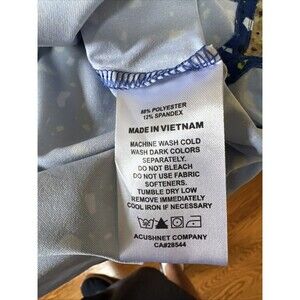 88% POLYESTER
12% SPANDEX
MADE IN VIETNAM
MACHINE WASH COLD
WASH DARK COLORS
SEPARATELY.
DO NOT BLEACH
DO NOT USE FABRIC
SOFTENERS.
TUMBLE DRY LOW
REMOVE IMMEDIATELY
COOL IRON IF NECESSARY
ACUSHNET COMPANY
CA#28544